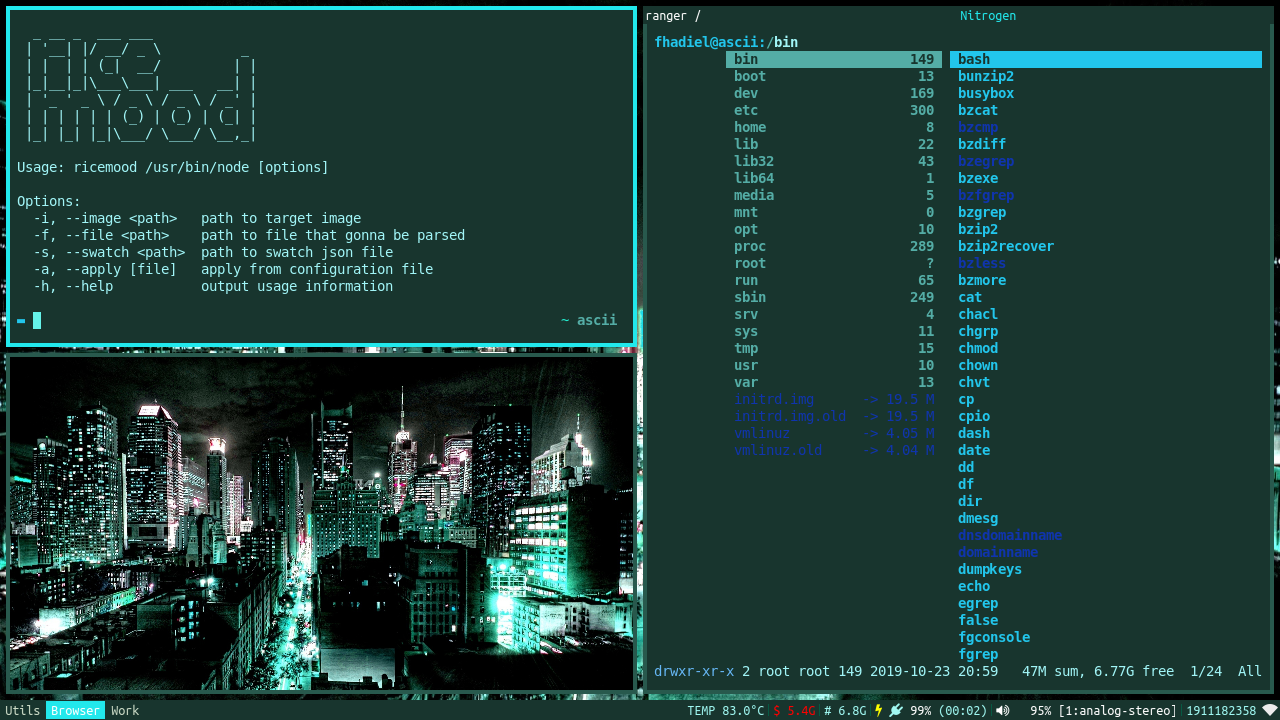 rice
mood
Usage: ricemood /usr/bin/node [options]
Options:
-i, --image <path>   path to target image
-f, --file <path>    path to file that gonna be parsed
-s, --swatch <path>  path to swatch json file
-a, --apply [file]   apply from configuration file
-h, --help           output usage information
~ ascii
ranger /
Nitrogen
fhadiel@ascii:/bin
bin 149 bash
boot 13 bunzip2
dev 169 busybox
etc 300 bzcat
home 8 bzcmp
lib 22 bzdiff
lib32 43 bzegrep
lib64 1 bzexe
media 5 bzfgrep
mnt 0 bzgrep
opt 10 bzip2
proc 289 bzip2recover
root ? bzless
run 65 bzmore
sbin 249 cat
srv 4 chacl
sys 11 chgrp
tmp 15 chmod
usr 10 chown
var 13 chvt
initrd.img -> 19.5 M cp
initrd.img.old -> 19.5 M cpio
vmlinuz -> 4.05 M dash
vmlinuz.old -> 4.04 M date
dd
df
dir
dmesg
dnsdomainname
domainname
dumpkeys
echo
egrep
false
fgconsole
fgrep
drwxr-xr-x 2 root root 149 2019-10-23 20:59 47M sum, 6.77G free 1/24 All
Utils Browser Work
TEMP 83.0°C $ 5.4G # 6.8G 99% (00:02) 95% [1:analog-stereo] 1911182358